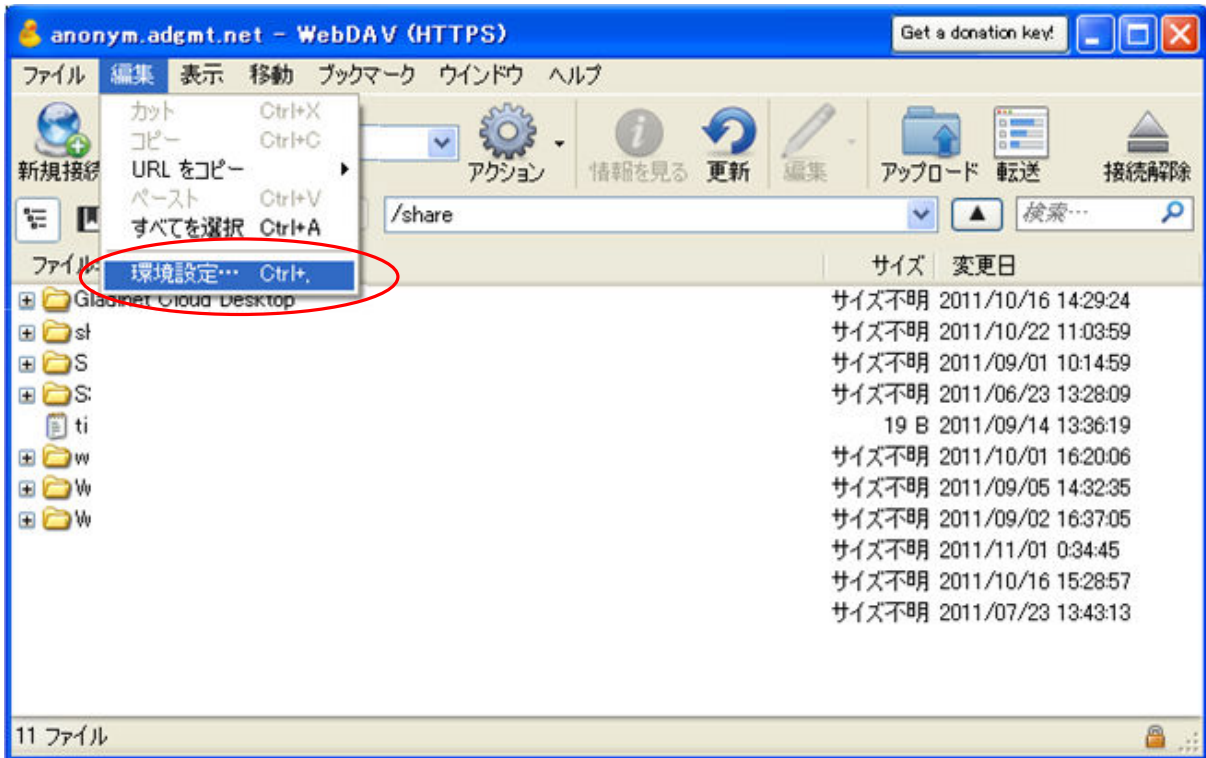 anonym.adgmt.net - WebDAV (HTTPS) Get a donation key!
ファイル 編集 表示 移動 ブックマーク ウインドウ ヘルプ
カット Ctrl+X
コピー Ctrl+C
URL をコピー
ペースト Ctrl+V
すべてを選択 Ctrl+A
環境設定… Ctrl+,
新規接続 アクション 情報を見る 更新 編集 アップロード 転送 接続解除
/share 検索…
ファイル サイズ 変更日
Gladinet Cloud Desktop サイズ不明 2011/10/16 14:29:24
sh サイズ不明 2011/10/22 11:03:59
S サイズ不明 2011/09/01 10:14:59
S サイズ不明 2011/06/23 13:28:09
ti 19 B 2011/09/14 13:36:19
w サイズ不明 2011/10/01 16:20:06
W サイズ不明 2011/09/05 14:32:35
W サイズ不明 2011/09/02 16:37:05
サイズ不明 2011/11/01 0:34:45
サイズ不明 2011/10/16 15:28:57
サイズ不明 2011/07/23 13:43:13
11 ファイル